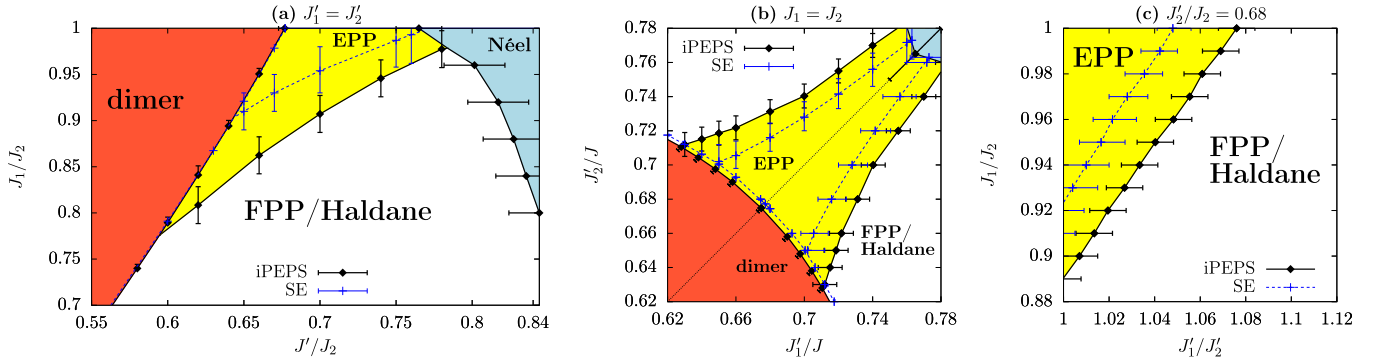 (a) J′₁ = J′₂
1
0.95
0.9
0.85
0.8
0.75
0.7
J₁/J₂
dimer
EPP
Néel
FPP/Haldane
iPEPS
SE
0.55
0.6
0.65
0.7
0.75
0.8
0.84
J′/J₂
(b) J₁ = J₂
0.78
0.76
0.74
0.72
0.7
0.68
0.66
0.64
0.62
J′₂/J
iPEPS
SE
EPP
FPP/
Haldane
dimer
0.62
0.66
0.7
0.74
0.78
J′₁/J
(c) J′₂/J₂ = 0.68
1
0.98
0.96
0.94
0.92
0.9
0.88
J₁/J₂
EPP
FPP/
Haldane
iPEPS
SE
1
1.02
1.04
1.06
1.08
1.1
1.12
J′₁/J′₂